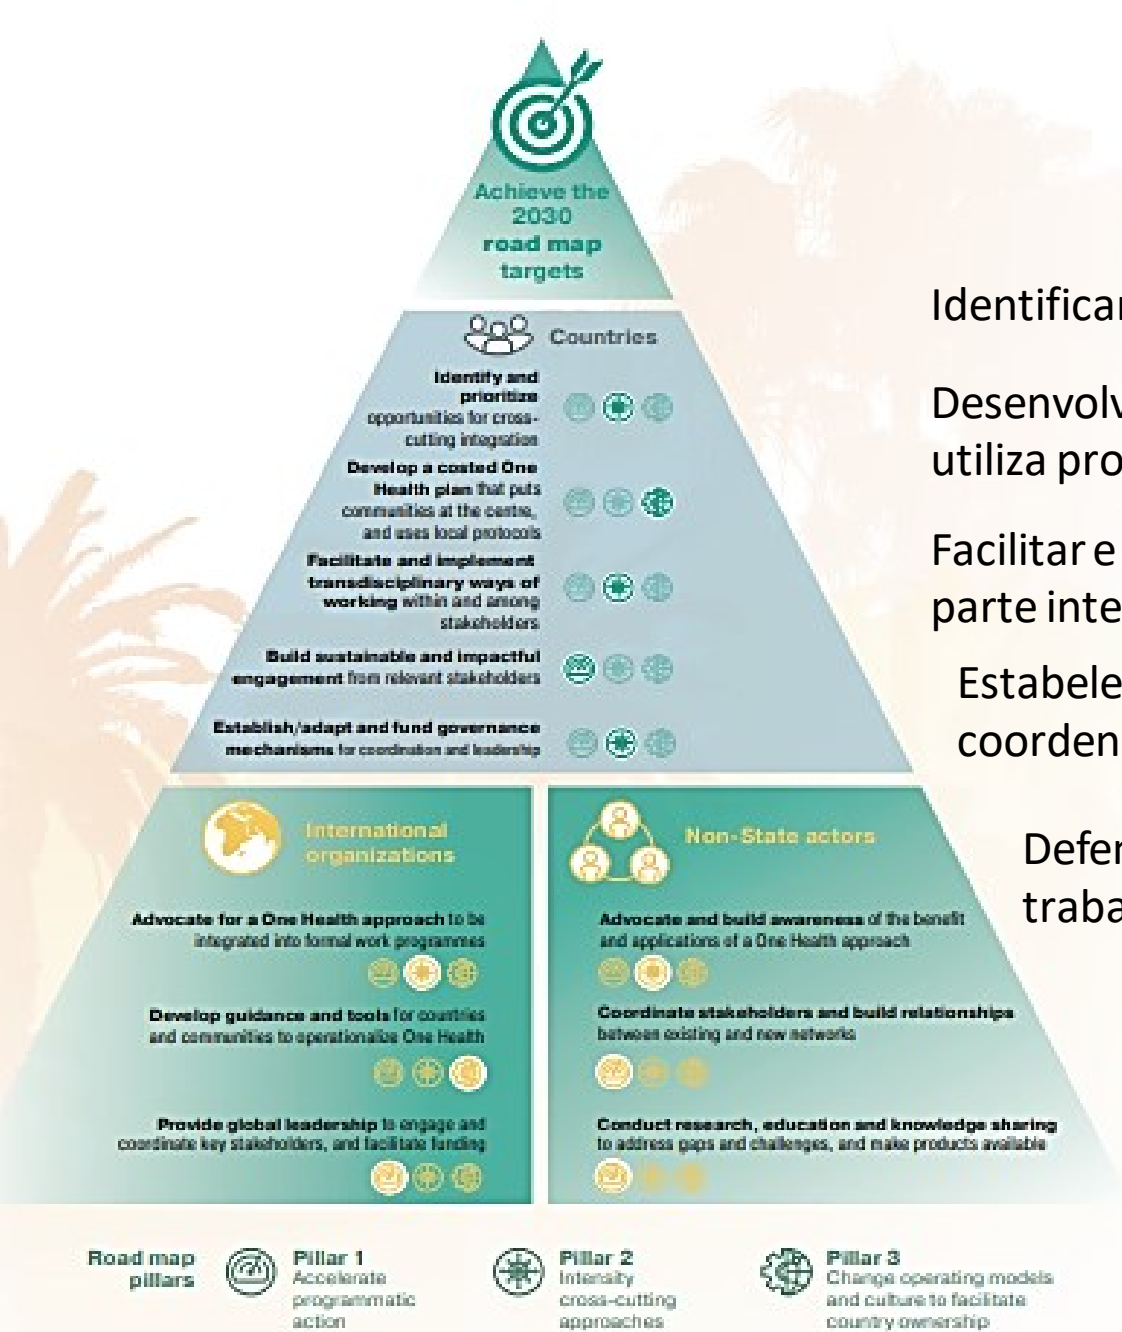 Achieve the
2030
road map
targets
Countries
Identify and
prioritize
opportunities for cross-
cutting integration
Develop a costed One
Health plan that puts
communities at the centre,
and uses local protocols
Facilitate and implement
transdisciplinary ways of
working within and among
stakeholders
Build sustainable and impactful
engagement from relevant stakeholders
Establish/adapt and fund governance
mechanisms for coordination and leadership
International
organizations
Advocate for a One Health approach to be
integrated into formal work programmes
Develop guidance and tools for countries
and communities to operationalize One Health
Provide global leadership to engage and
coordinate key stakeholders, and facilitate funding
Non-State actors
Advocate and build awareness of the benefit
and applications of a One Health approach
Coordinate stakeholders and build relationships
between existing and new networks
Conduct research, education and knowledge sharing
to address gaps and challenges, and make products available
Identificar
Desenvolv
utiliza pro
Facilitar e
parte inte
Estabele
coorden
Defer
traba
Road map
pillars
Pillar 1
Accelerate
programmatic
action
Pillar 2
Intensity
cross-cutting
approaches
Pillar 3
Change operating models
and culture to facilitate
country ownership